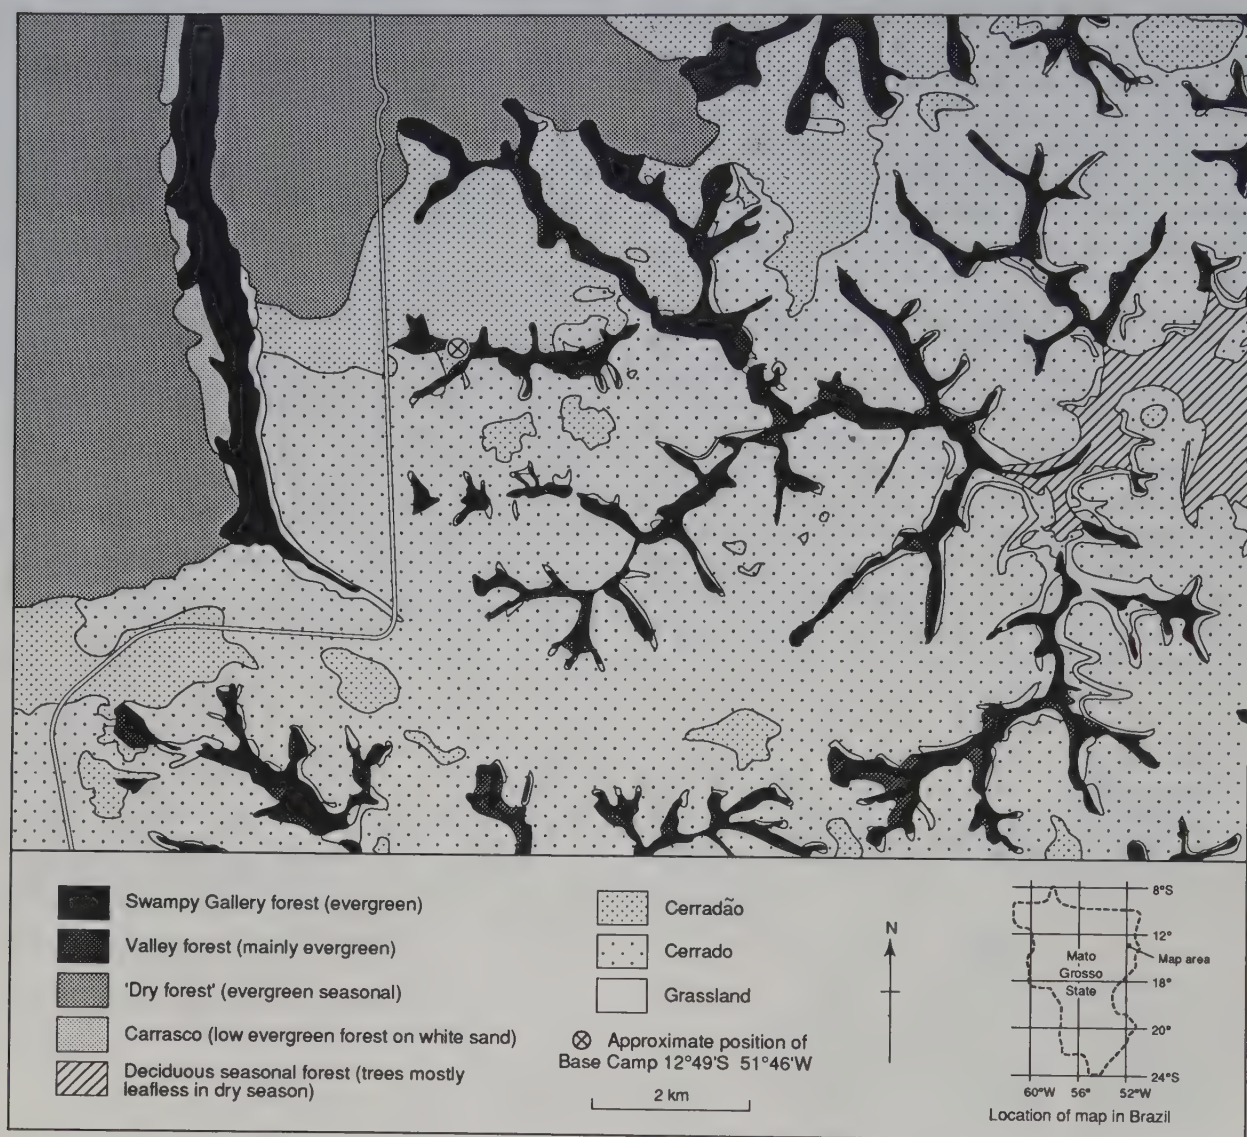 Swampy Gallery forest (evergreen)
Valley forest (mainly evergreen)
'Dry forest' (evergreen seasonal)
Carrasco (low evergreen forest on white sand)
Deciduous seasonal forest (trees mostly
leafless in dry season)
Cerradão
Cerrado
Grassland
⊗ Approximate position of
Base Camp 12°49'S 51°46'W
2 km
N
8°S
12°
Mato
Grosso
State
Map area
18°
20°
24°S
60°W 56° 52°W
Location of map in Brazil